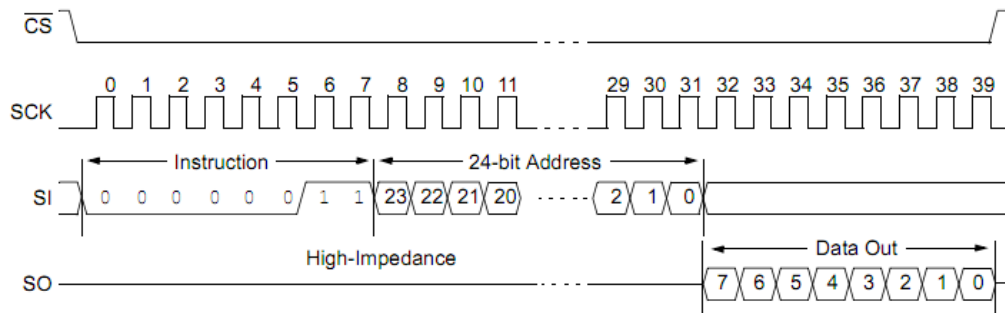 CS
0 1 2 3 4 5 6 7 8 9 10 11 29 30 31 32 33 34 35 36 37 38 39
SCK
Instruction 24-bit Address
SI 0 0 0 0 0 0 1 1 23 22 21 20 2 1 0
High-Impedance Data Out
SO 7 6 5 4 3 2 1 0